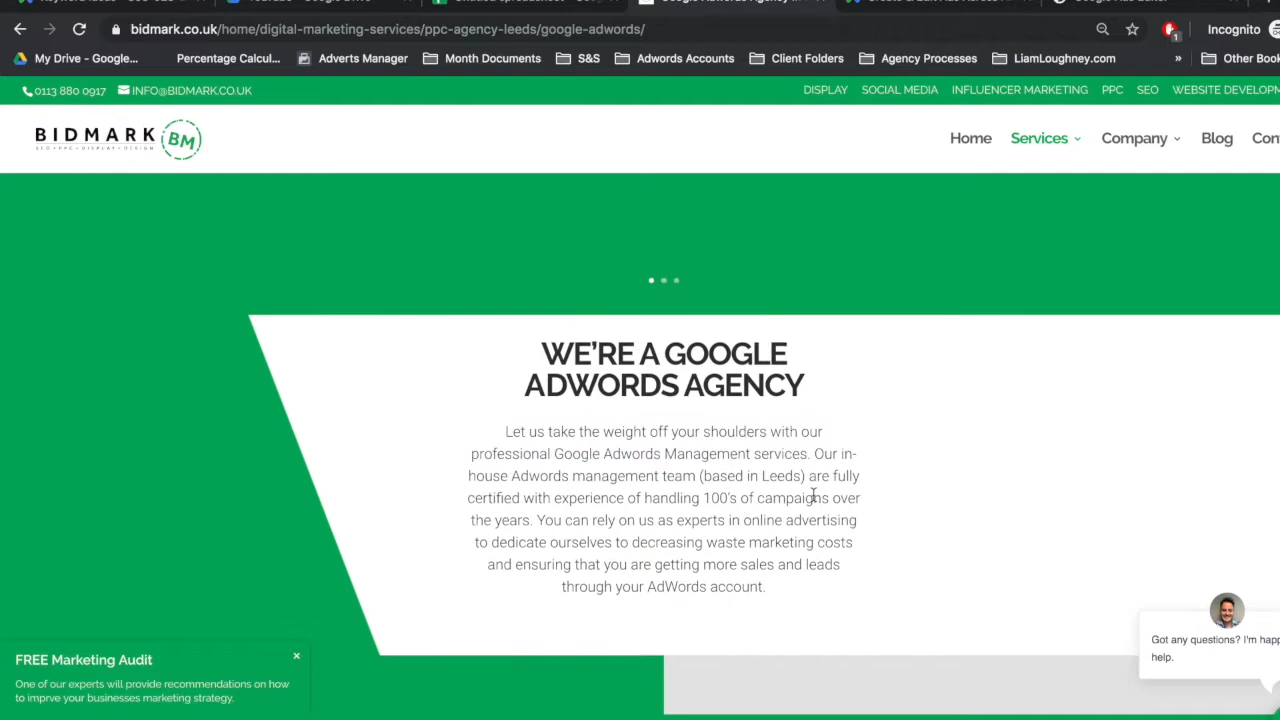 bidmark.co.uk/home/digital-marketing-services/ppc-agency-leeds/google-adwords/
Incognito
1
My Drive - Google...
Percentage Calcul...
Adverts Manager
Month Documents
S&S
Adwords Accounts
Client Folders
Agency Processes
LiamLoughney.com
»
Other Book
0113 880 0917
INFO@BIDMARK.CO.UK
DISPLAY
SOCIAL MEDIA
INFLUENCER MARKETING
PPC
SEO
WEBSITE DEVELOPM
BIDMARK
SEO • PPC • DISPLAY • DESIGN
BM
Home
Services
Company
Blog
Con
WE’RE A GOOGLE
ADWORDS AGENCY
Let us take the weight off your shoulders with our
professional Google Adwords Management services. Our in-
house Adwords management team (based in Leeds) are fully
certified with experience of handling 100's of campaigns over
the years. You can rely on us as experts in online advertising
to dedicate ourselves to decreasing waste marketing costs
and ensuring that you are getting more sales and leads
through your AdWords account.
FREE Marketing Audit
×
One of our experts will provide recommendations on how
to imprve your businesses marketing strategy.
Got any questions? I'm happ
help.